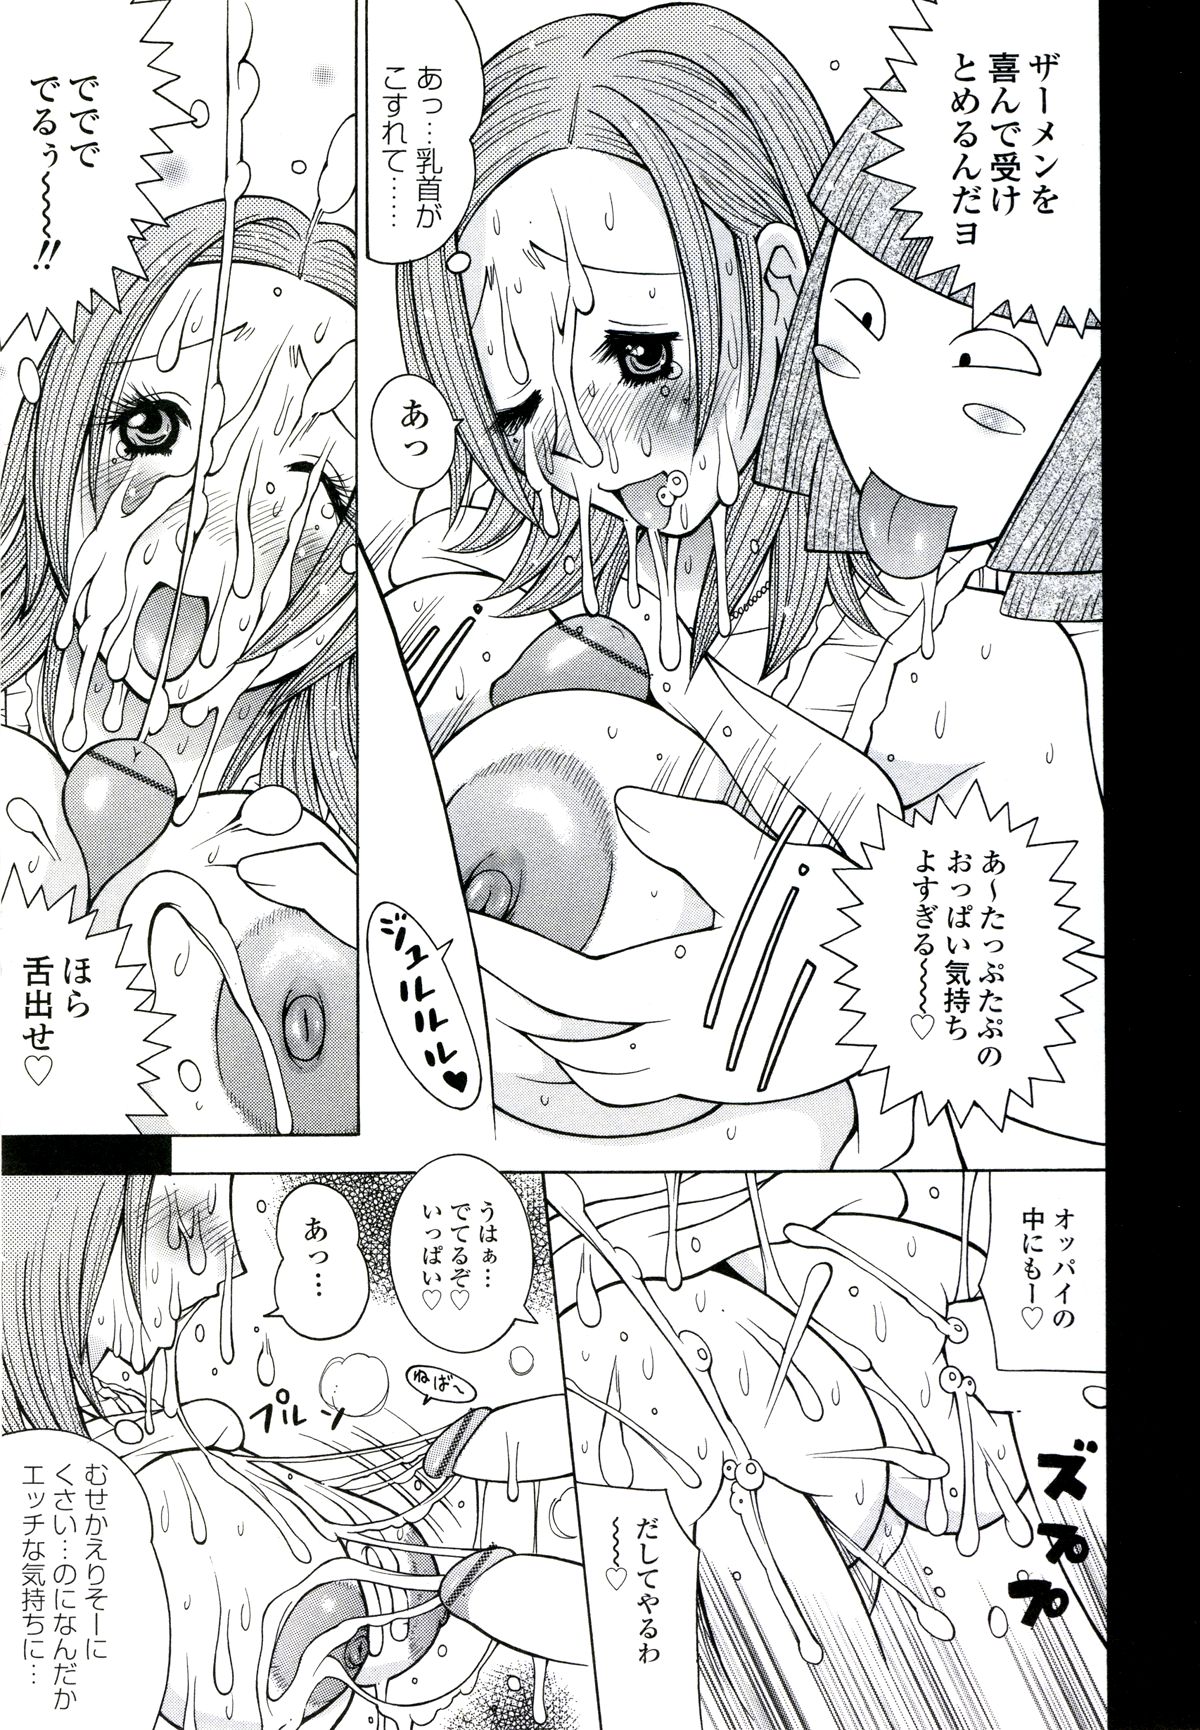 ザーメンを
喜んで受け
とめるんだヨ
あっ…乳首が
こすれて……
あっ
あ～たっぷたぷの
おっぱい気持ち
よすぎる～～～♡
ジュルルルル♥
ででで
でるぅ～～～!!
ほら
舌出せ♡
オッパイの
中にもー♡
ズププププ
だしてやるわ
～～～♡
うはぁ…
でてるぞ♡
いっぱい♡
あっ…
ねば～
プルン
むせかえりそーに
くさい…のになんだか
エッチな気持ちに…